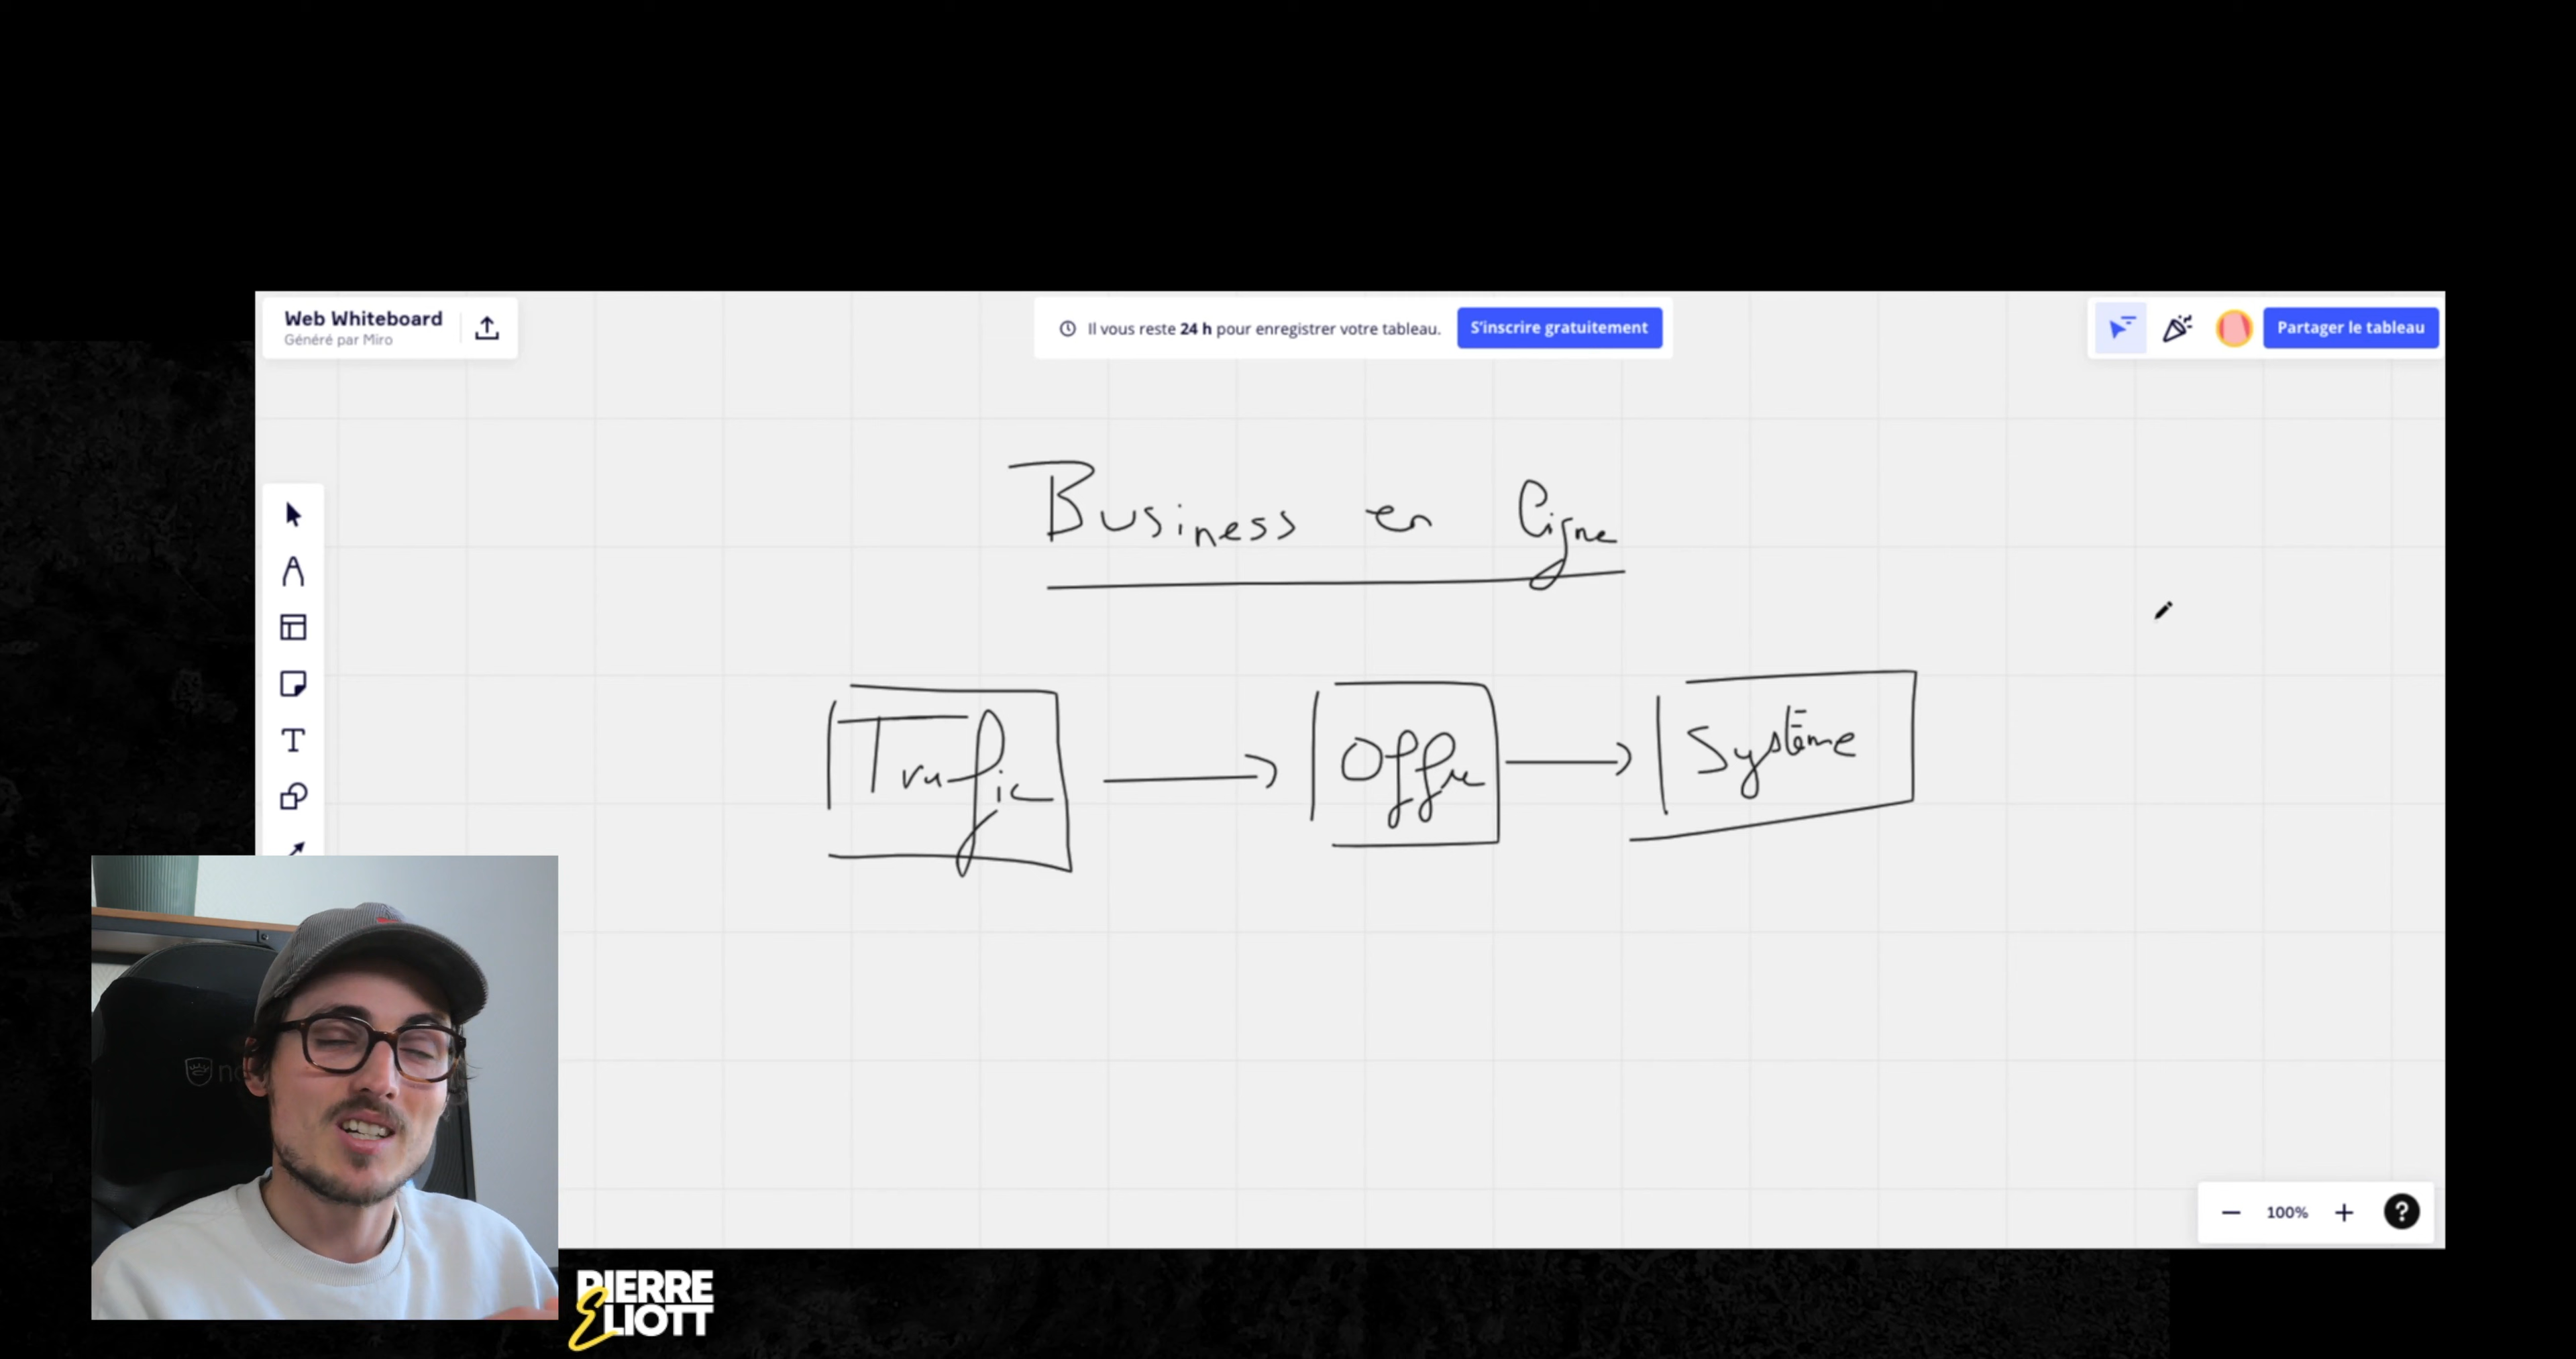 Web Whiteboard
Généré par Miro
Il vous reste 24 h pour enregistrer votre tableau.
S'inscrire gratuitement
Partager le tableau
Business en ligne
Trafic
Offre
Système
100%
PIERRE
ELIOTT